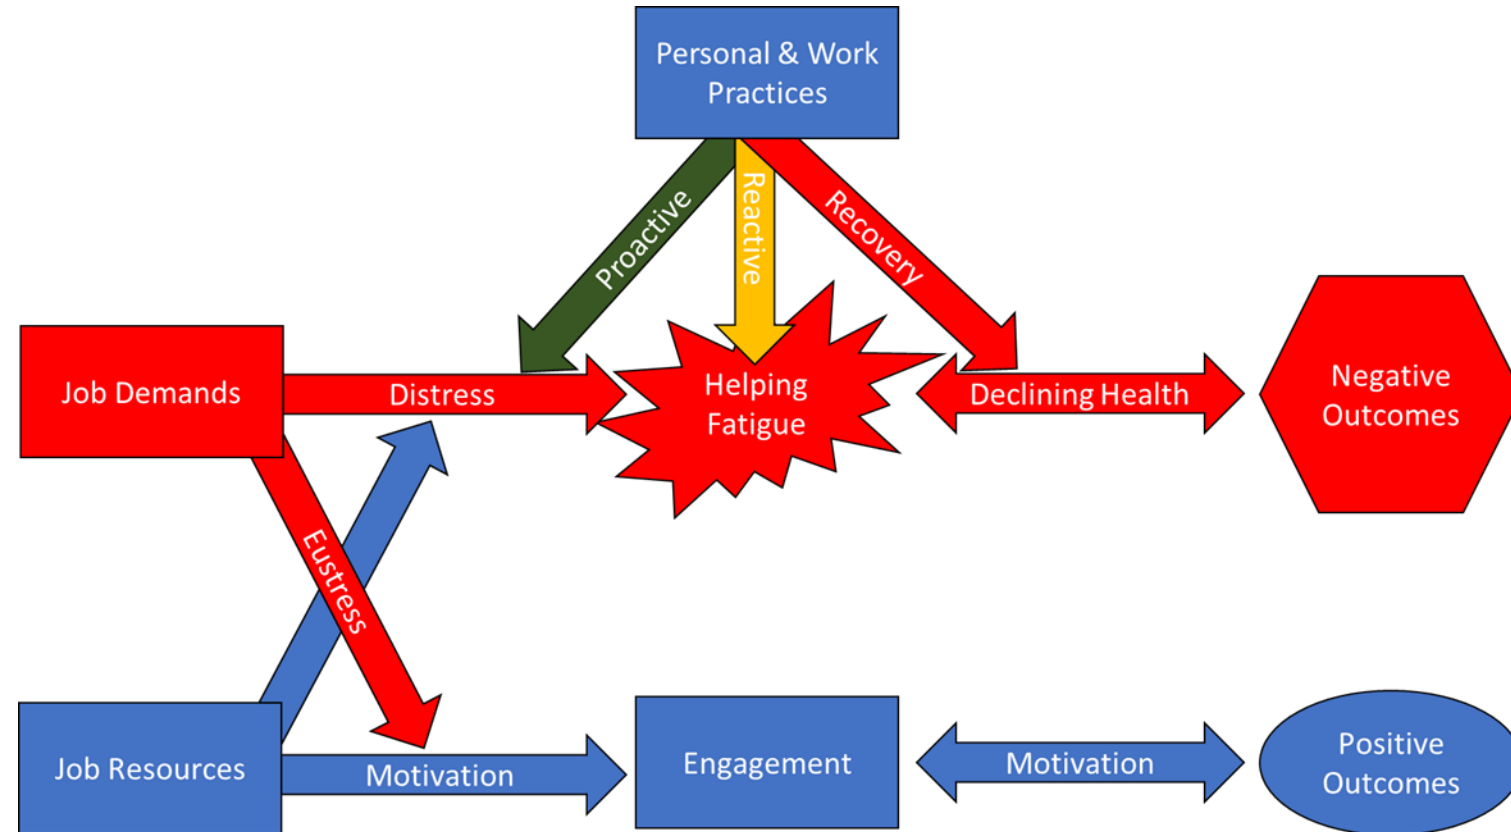 Personal & Work
Practices
Proactive
Reactive
Recovery
Job Demands
Distress
Helping
Fatigue
Declining Health
Negative
Outcomes
Eustress
Job Resources
Motivation
Engagement
Motivation
Positive
Outcomes